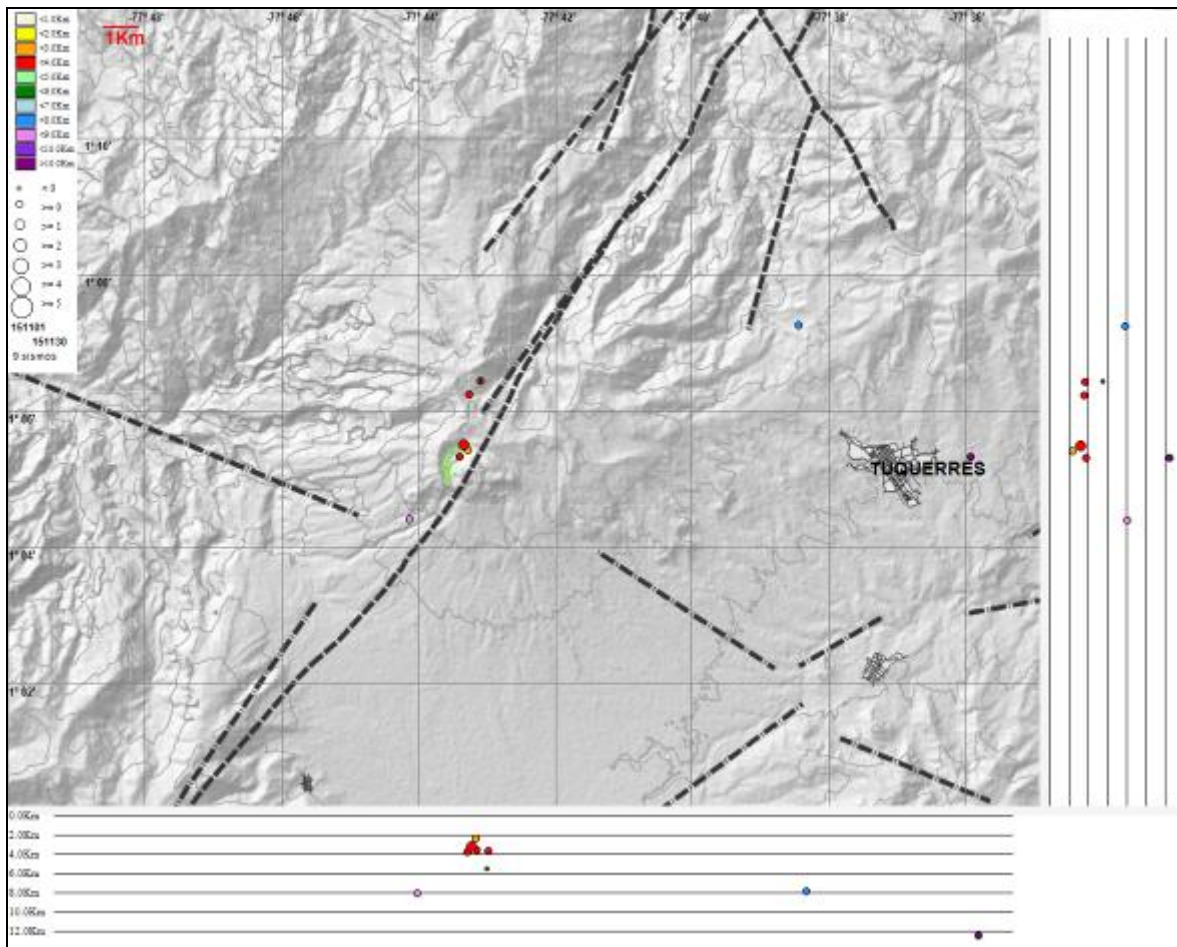 -77° 48'
-77° 46'
-77° 44'
-77° 42'
-77° 40'
-77° 38'
-77° 36'
1Km
<1.0Km
<2.0Km
<3.0Km
<4.0Km
<5.0Km
<6.0Km
<7.0Km
<8.0Km
<9.0Km
<10.0Km
>10.0Km
< 0
>= 0
>= 1
>= 2
>= 3
>= 4
>= 5
151101
151130
9 sismos
1° 10'
1° 08'
1° 06'
1° 04'
1° 02'
TUQUERRES
0.0Km
2.0Km
4.0Km
6.0Km
8.0Km
10.0Km
12.0Km